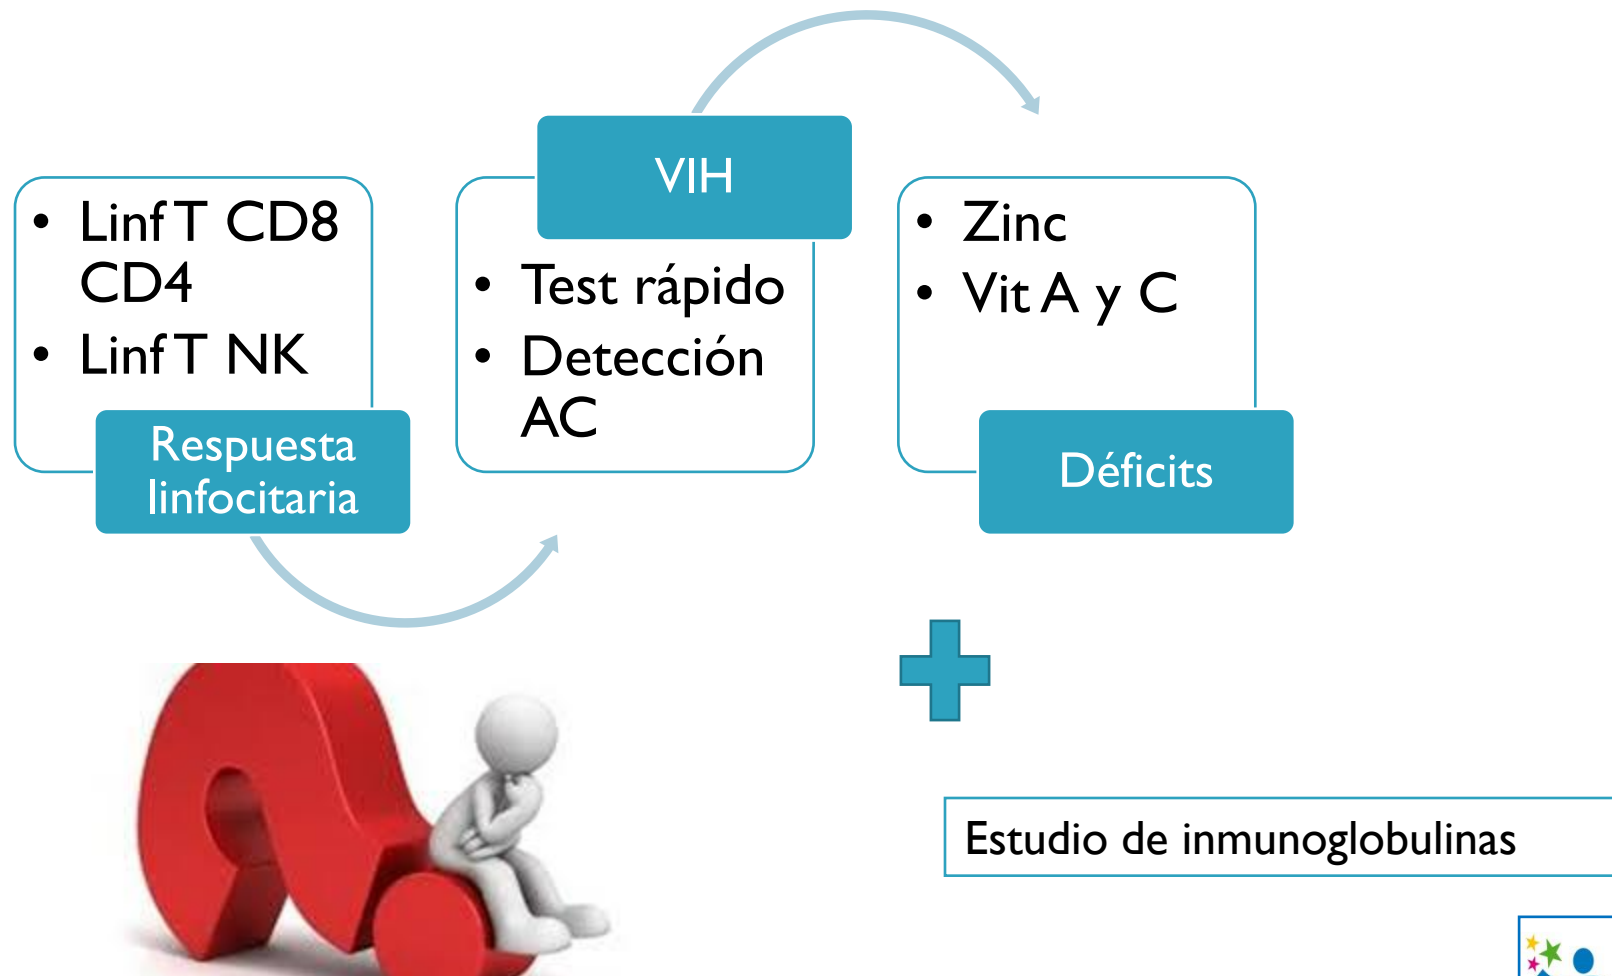 • Linf T CD8
CD4
• Linf T NK
Respuesta
linfocitaria
VIH
• Test rápido
• Detección
AC
• Zinc
• Vit A y C
Déficits
Estudio de inmunoglobulinas